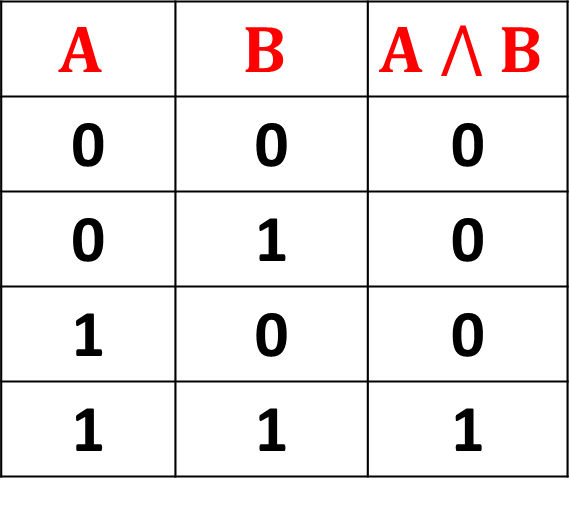 A B A ∧ B
0 0 0
0 1 0
1 0 0
1 1 1